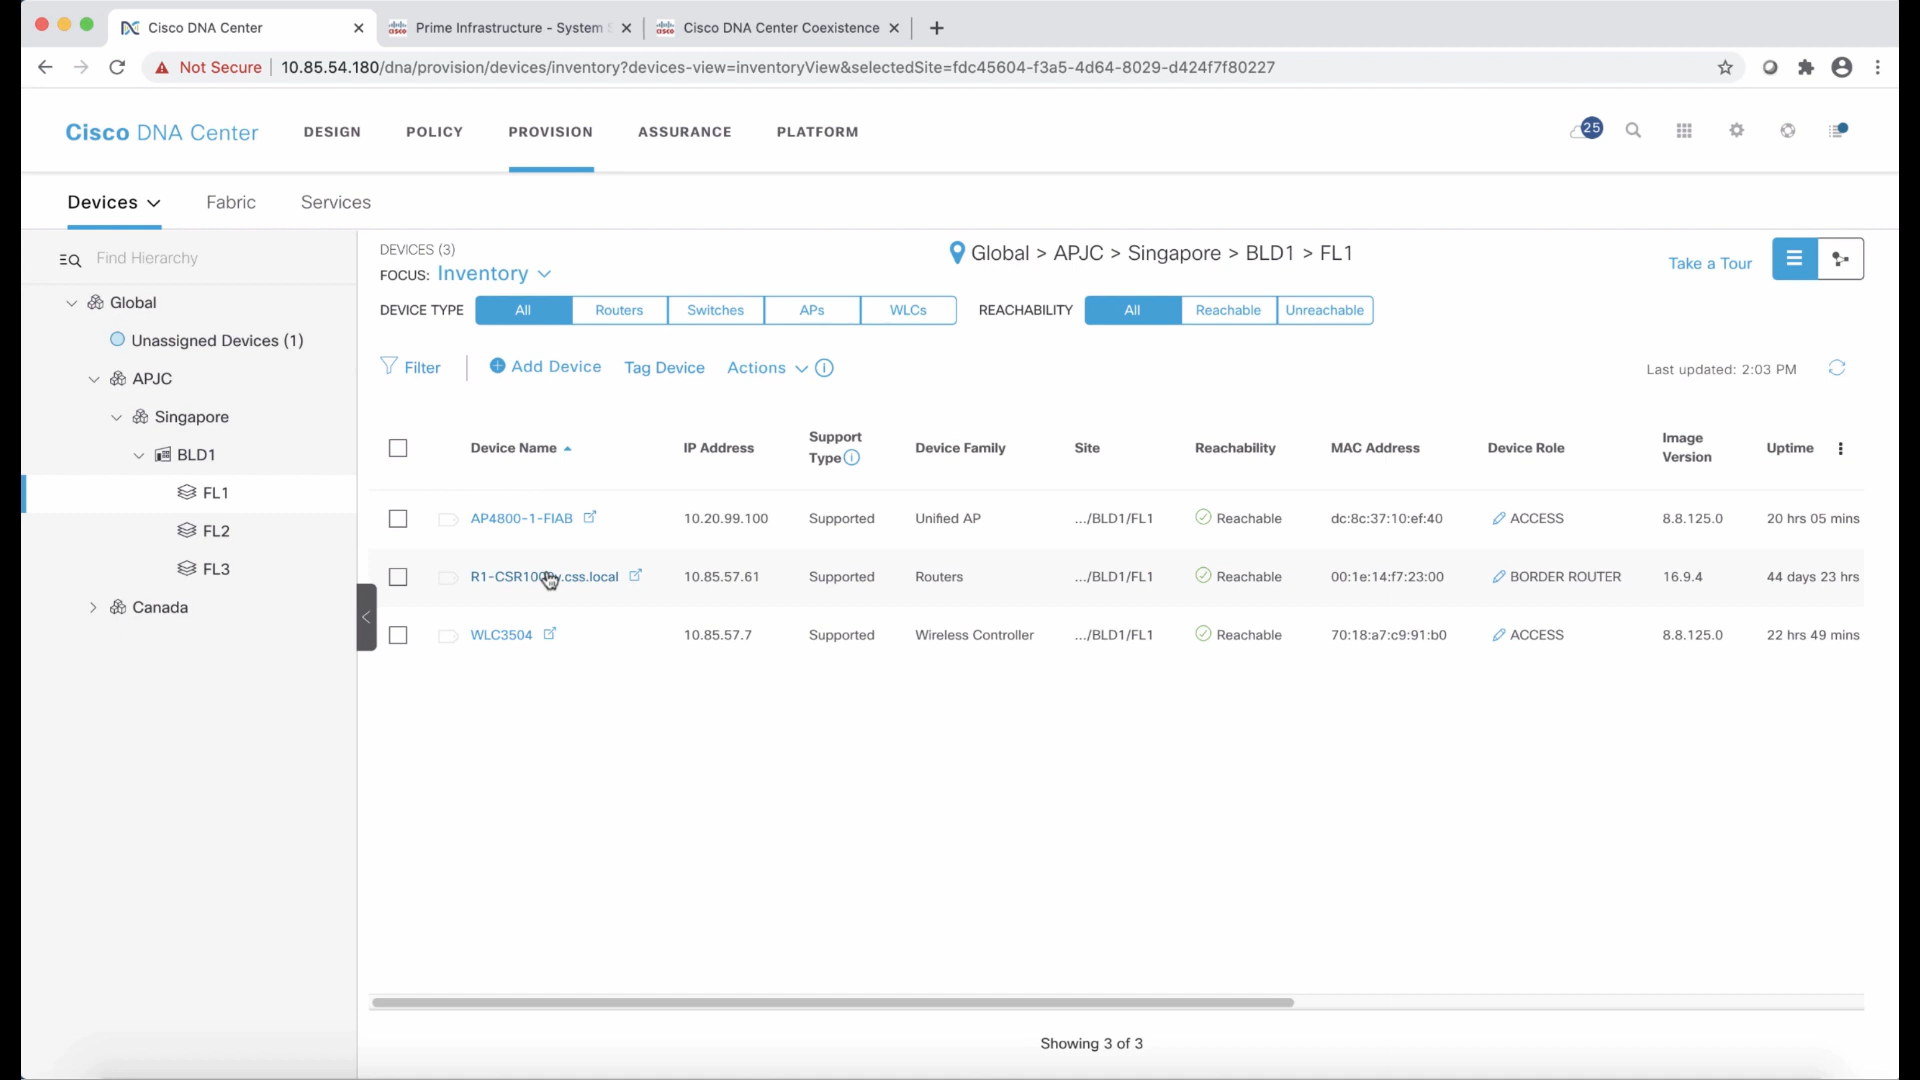 Cisco DNA Center
Prime Infrastructure - System
Cisco DNA Center Coexistence
Not Secure
10.85.54.180/dna/provision/devices/inventory?devices-view=inventoryView&selectedSite=fdc45604-f3a5-4d64-8029-d424f7f80227
Cisco DNA Center
DESIGN
POLICY
PROVISION
ASSURANCE
PLATFORM
25
Devices
Fabric
Services
Find Hierarchy
Global
Unassigned Devices (1)
APJC
Singapore
BLD1
FL1
FL2
FL3
Canada
DEVICES (3)
FOCUS: Inventory
Global > APJC > Singapore > BLD1 > FL1
Take a Tour
DEVICE TYPE All Routers Switches APs WLCs
REACHABILITY All Reachable Unreachable
Filter
Add Device
Tag Device
Actions
Last updated: 2:03 PM
Device Name IP Address Support Type Device Family Site Reachability MAC Address Device Role Image Version Uptime
AP4800-1-FIAB 10.20.99.100 Supported Unified AP .../BLD1/FL1 Reachable dc:8c:37:10:ef:40 ACCESS 8.8.125.0 20 hrs 05 mins
10.85.57.61 Supported Routers .../BLD1/FL1 Reachable 00:1e:14:f7:23:00 BORDER ROUTER 16.9.4 44 days 23 hrs
WLC3504 10.85.57.7 Supported Wireless Controller .../BLD1/FL1 Reachable 70:18:a7:c9:91:b0 ACCESS 8.8.125.0 22 hrs 49 mins
Showing 3 of 3